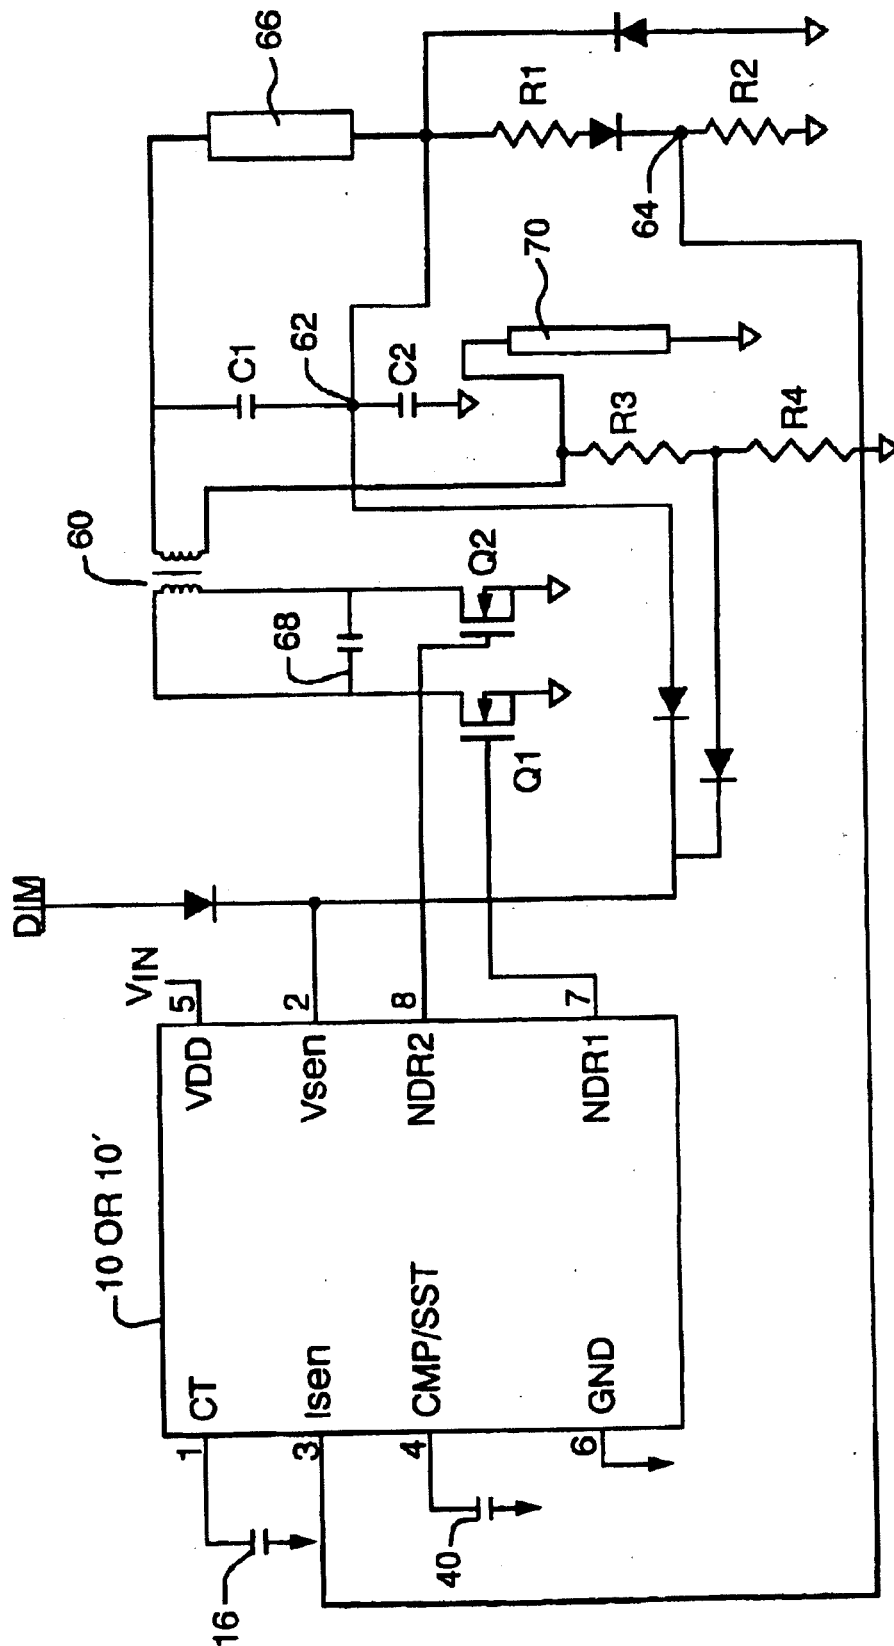 10 OR 10′
DIM
VIN
1
CT
5
VDD
3
Isen
2
Vsen
4
CMP/SST
8
NDR2
6
GND
7
NDR1
16
40
60
68
Q1
Q2
C1
62
C2
66
70
R1
64
R2
R3
R4